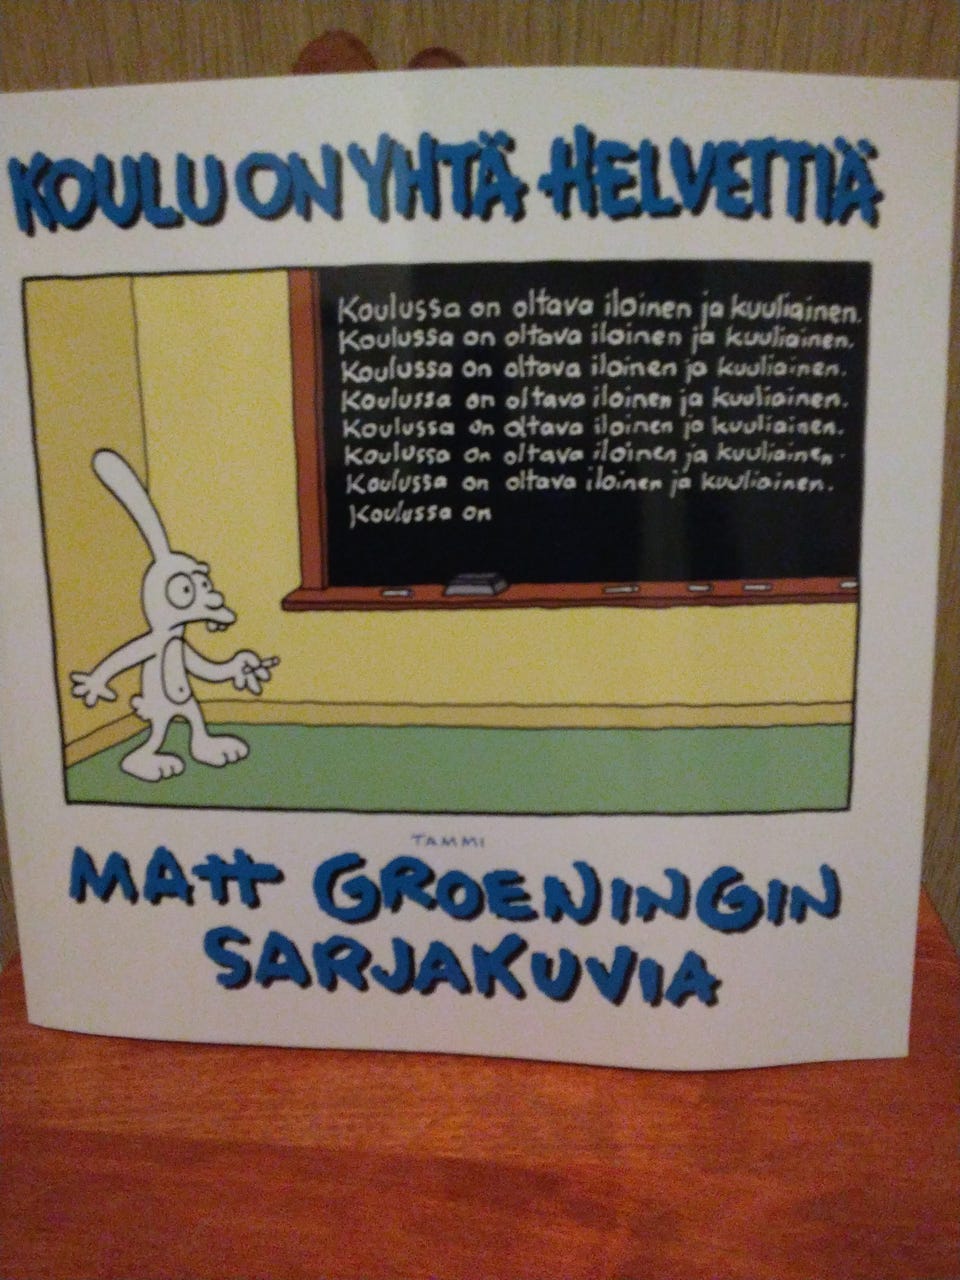 KOULU ON YHTÄ HELVETTIÄ
Koulussa on oltava iloinen ja kuuliainen.
Koulussa on oltava iloinen ja kuuliainen.
Koulussa on oltava iloinen ja kuuliainen.
Koulussa on oltava iloinen ja kuuliainen.
Koulussa on oltava iloinen ja kuuliainen.
Koulussa on oltava iloinen ja kuuliainen.
Koulussa on oltava iloinen ja kuuliainen.
Koulussa on
TAMMI
MATT GROENINGIN
SARJAKUVIA